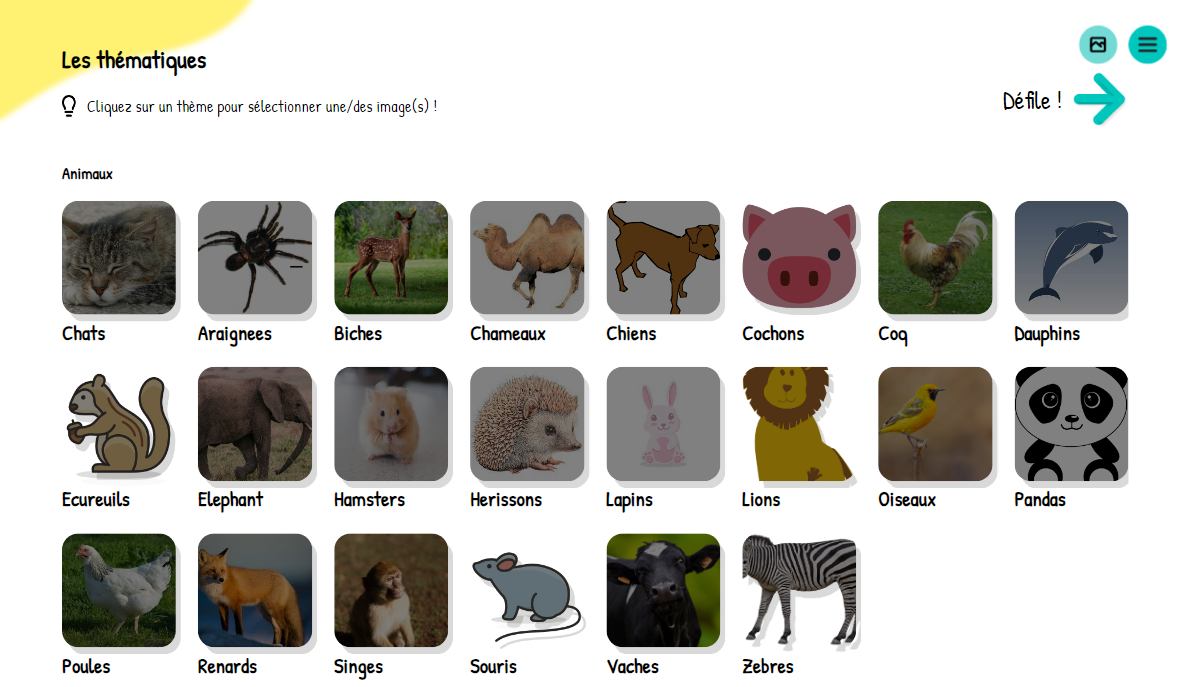 Les thématiques
Cliquez sur un thème pour sélectionner une/des image(s) !
Défile !
Animaux
Chats
Araignees
Biches
Chameaux
Chiens
Cochons
Coq
Dauphins
Ecureuils
Elephant
Hamsters
Herissons
Lapins
Lions
Oiseaux
Pandas
Poules
Renards
Singes
Souris
Vaches
Zebres